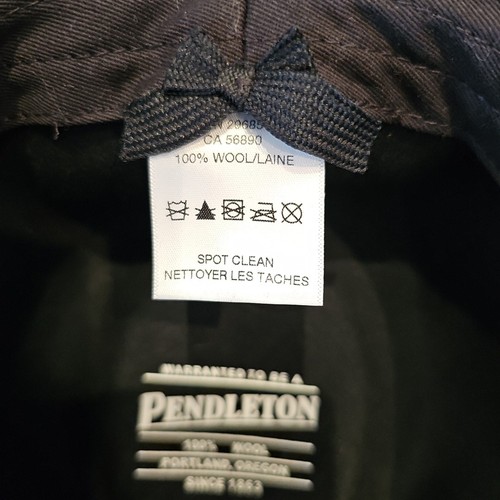 CA 56890
100% WOOL/LAINE
SPOT CLEAN
NETTOYER LES TACHES
WARRANTED TO BE A
PENDLETON
100% WOOL
PORTLAND, OREGON
SINCE 1863